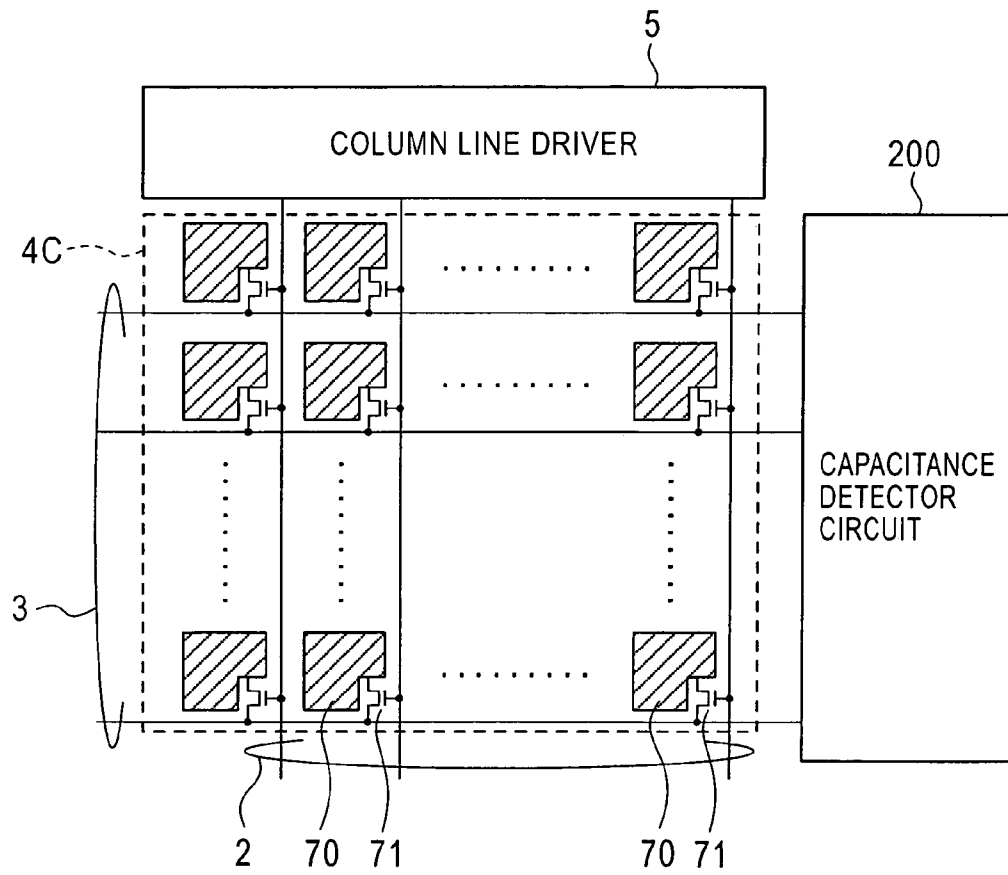 5
COLUMN LINE DRIVER
200
4C
CAPACITANCE
DETECTOR
CIRCUIT
3
2 70 71 70 71